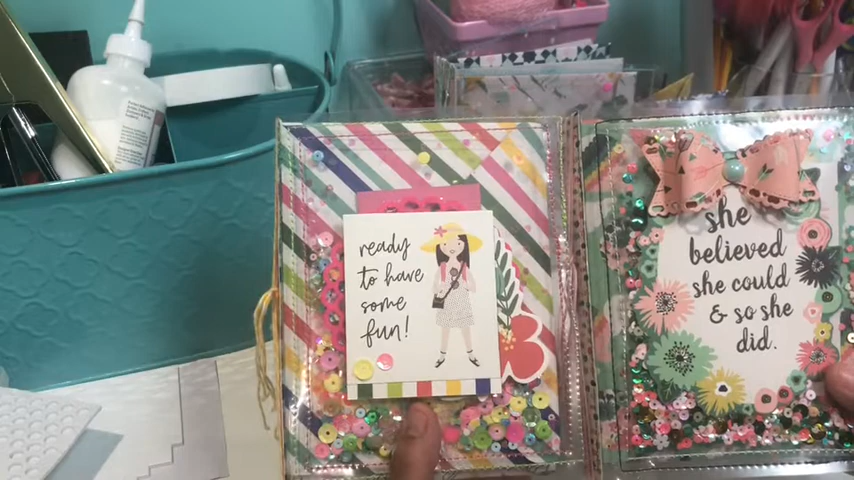 ready
to have
some
fun!
she
believed
she could
& so she
did.